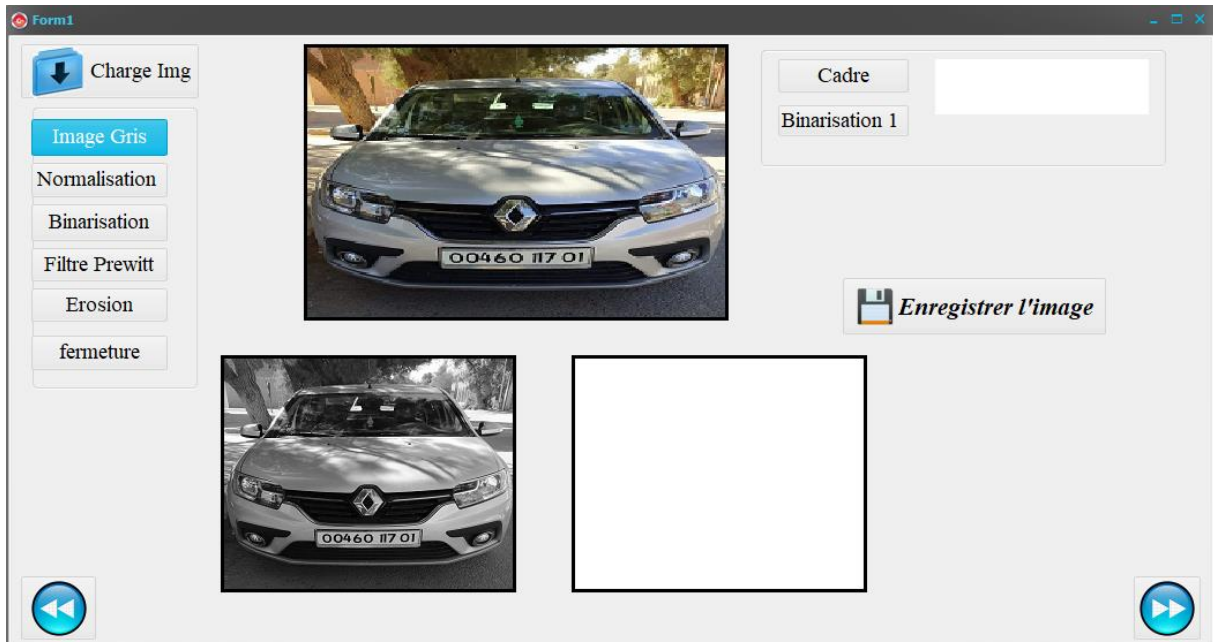 Form1
Charge Img
Image Gris
Normalisation
Binarisation
Filtre Prewitt
Erosion
fermeture
00460 117 01
Cadre
Binarisation 1
Enregistrer l'image
00460 117 01